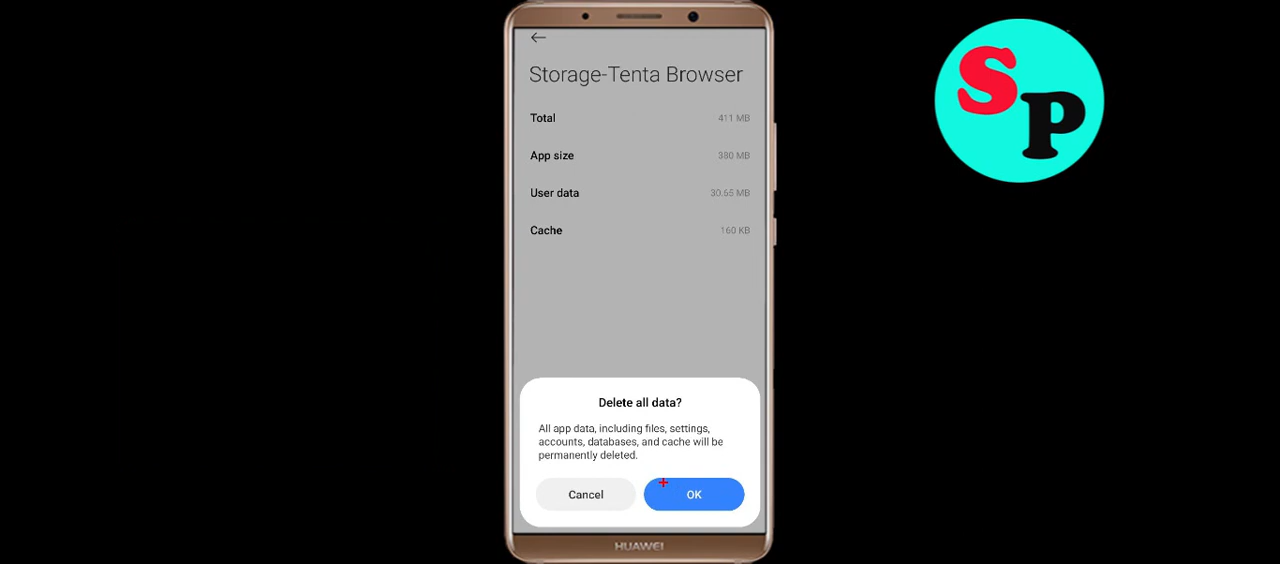 Storage-Tenta Browser
Total 411 MB
App size 380 MB
User data 30.65 MB
Cache 160 KB
Delete all data?
All app data, including files, settings,
accounts, databases, and cache will be
permanently deleted.
Cancel OK
HUAWEI
SP